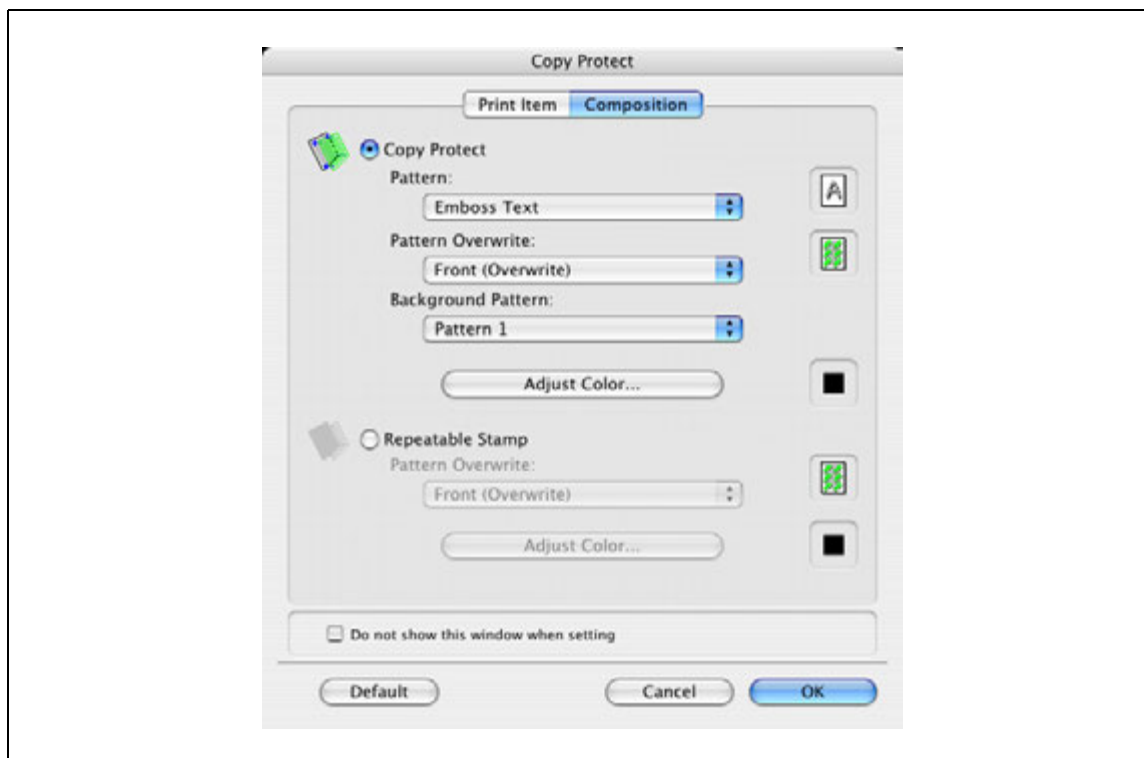 Copy Protect
Print Item Composition
Copy Protect
Pattern:
Emboss Text
A
Pattern Overwrite:
Front (Overwrite)
Background Pattern:
Pattern 1
Adjust Color...
Repeatable Stamp
Pattern Overwrite:
Front (Overwrite)
Adjust Color...
Do not show this window when setting
Default Cancel OK